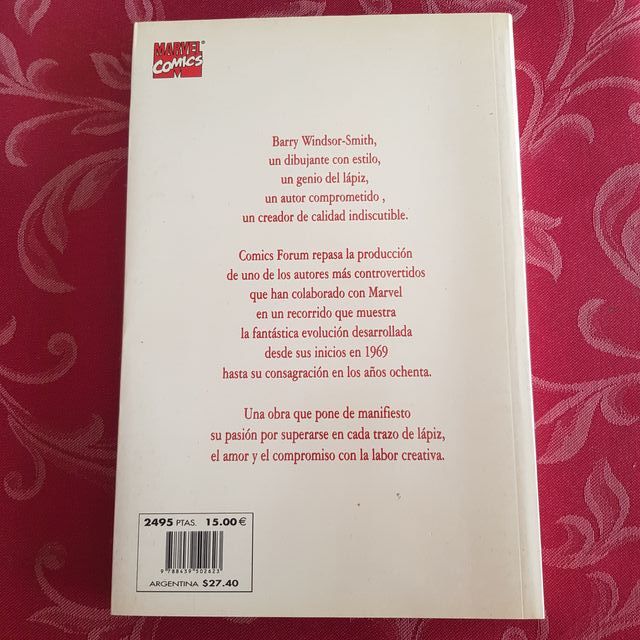 MARVEL
COMICS
M
Barry Windsor-Smith,
un dibujante con estilo,
un genio del lápiz,
un autor comprometido ,
un creador de calidad indiscutible.
Comics Forum repasa la producción
de uno de los autores más controvertidos
que han colaborado con Marvel
en un recorrido que muestra
la fantástica evolución desarrollada
desde sus inicios en 1969
hasta su consagración en los años ochenta.
Una obra que pone de manifiesto
su pasión por superarse en cada trazo de lápiz,
el amor y el compromiso con la labor creativa.
2495 PTAS. 15.00 €
9 788439 502623
ARGENTINA $27.40